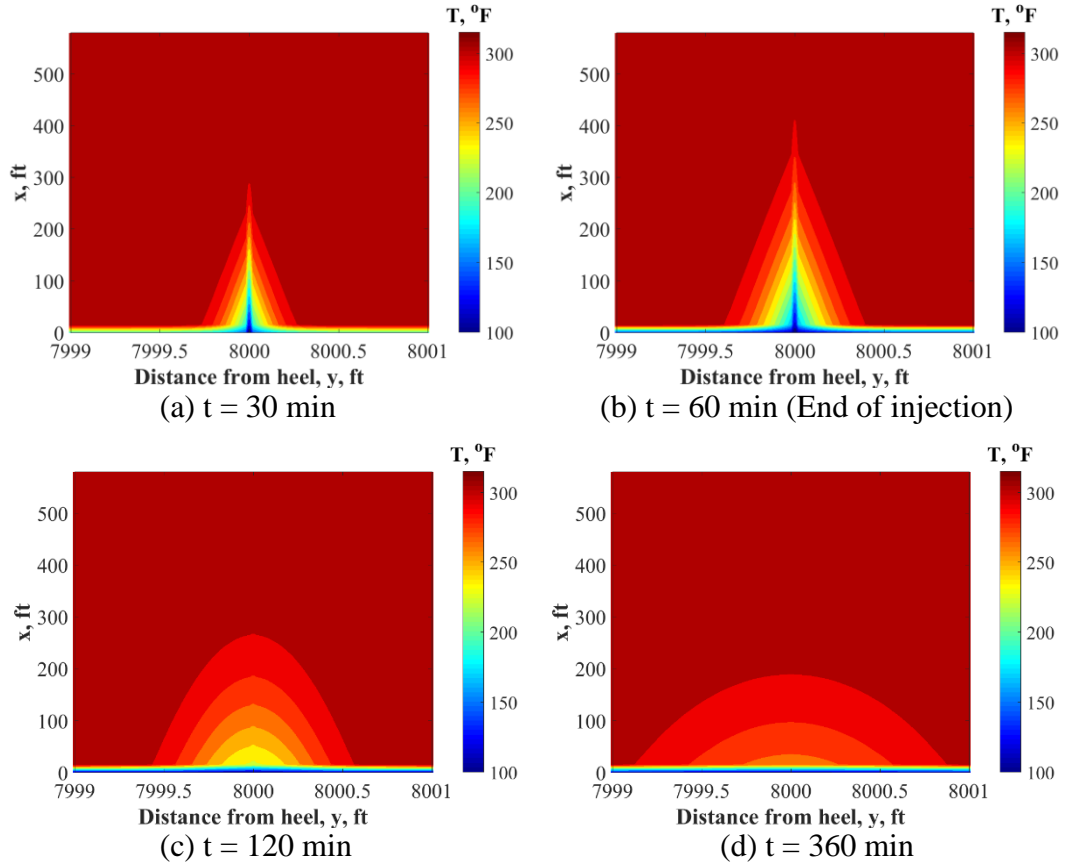 T, °F
300
250
200
150
100
500
400
300
200
100
0
x, ft
7999 7999.5 8000 8000.5 8001
Distance from heel, y, ft
(a) t = 30 min
T, °F
300
250
200
150
100
500
400
300
200
100
0
x, ft
7999 7999.5 8000 8000.5 8001
Distance from heel, y, ft
(b) t = 60 min (End of injection)
T, °F
300
250
200
150
100
500
400
300
200
100
0
x, ft
7999 7999.5 8000 8000.5 8001
Distance from heel, y, ft
(c) t = 120 min
T, °F
300
250
200
150
100
500
400
300
200
100
0
x, ft
7999 7999.5 8000 8000.5 8001
Distance from heel, y, ft
(d) t = 360 min